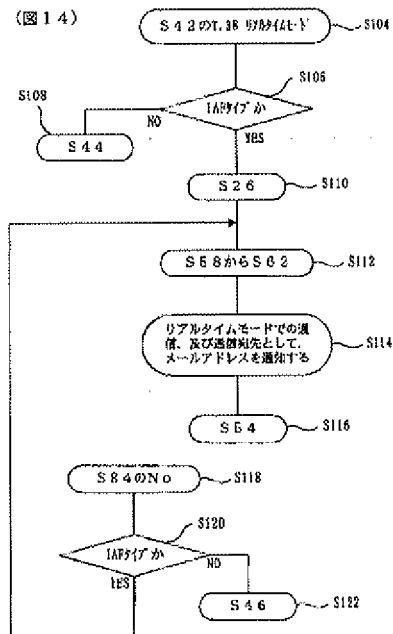 (図14)
S42のT.38 リアルタイムモード
S104
S106
IAFタイプか
S108
NO
S44
YES
S26
S110
S58からS62
S112
リアルタイムモードでの送
信、及び送信宛先として、
メールアドレスを通知する
S114
S64
S116
S84のNo
S118
S120
IAFタイプか
YES
NO
S46
S122